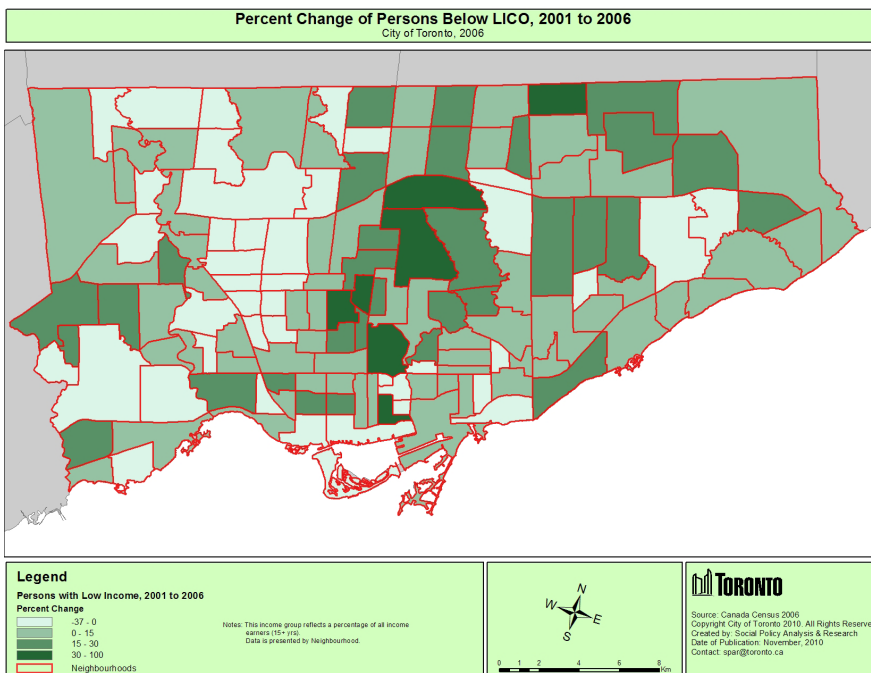 Percent Change of Persons Below LICO, 2001 to 2006
City of Toronto, 2006
Legend
Persons with Low Income, 2001 to 2006
Percent Change
-37 - 0
0 - 15
15 - 30
30 - 100
Neighbourhoods
Notes: This income group reflects a percentage of all income
earners (15+ yrs).
Data is presented by Neighbourhood.
N
W
E
S
0 1 2 4 6 8
Km
TORONTO
Source: Canada Census 2006
Copyright City of Toronto 2010. All Rights Reserve
Created by: Social Policy Analysis & Research
Date of Publication: November, 2010
Contact: spar@toronto.ca